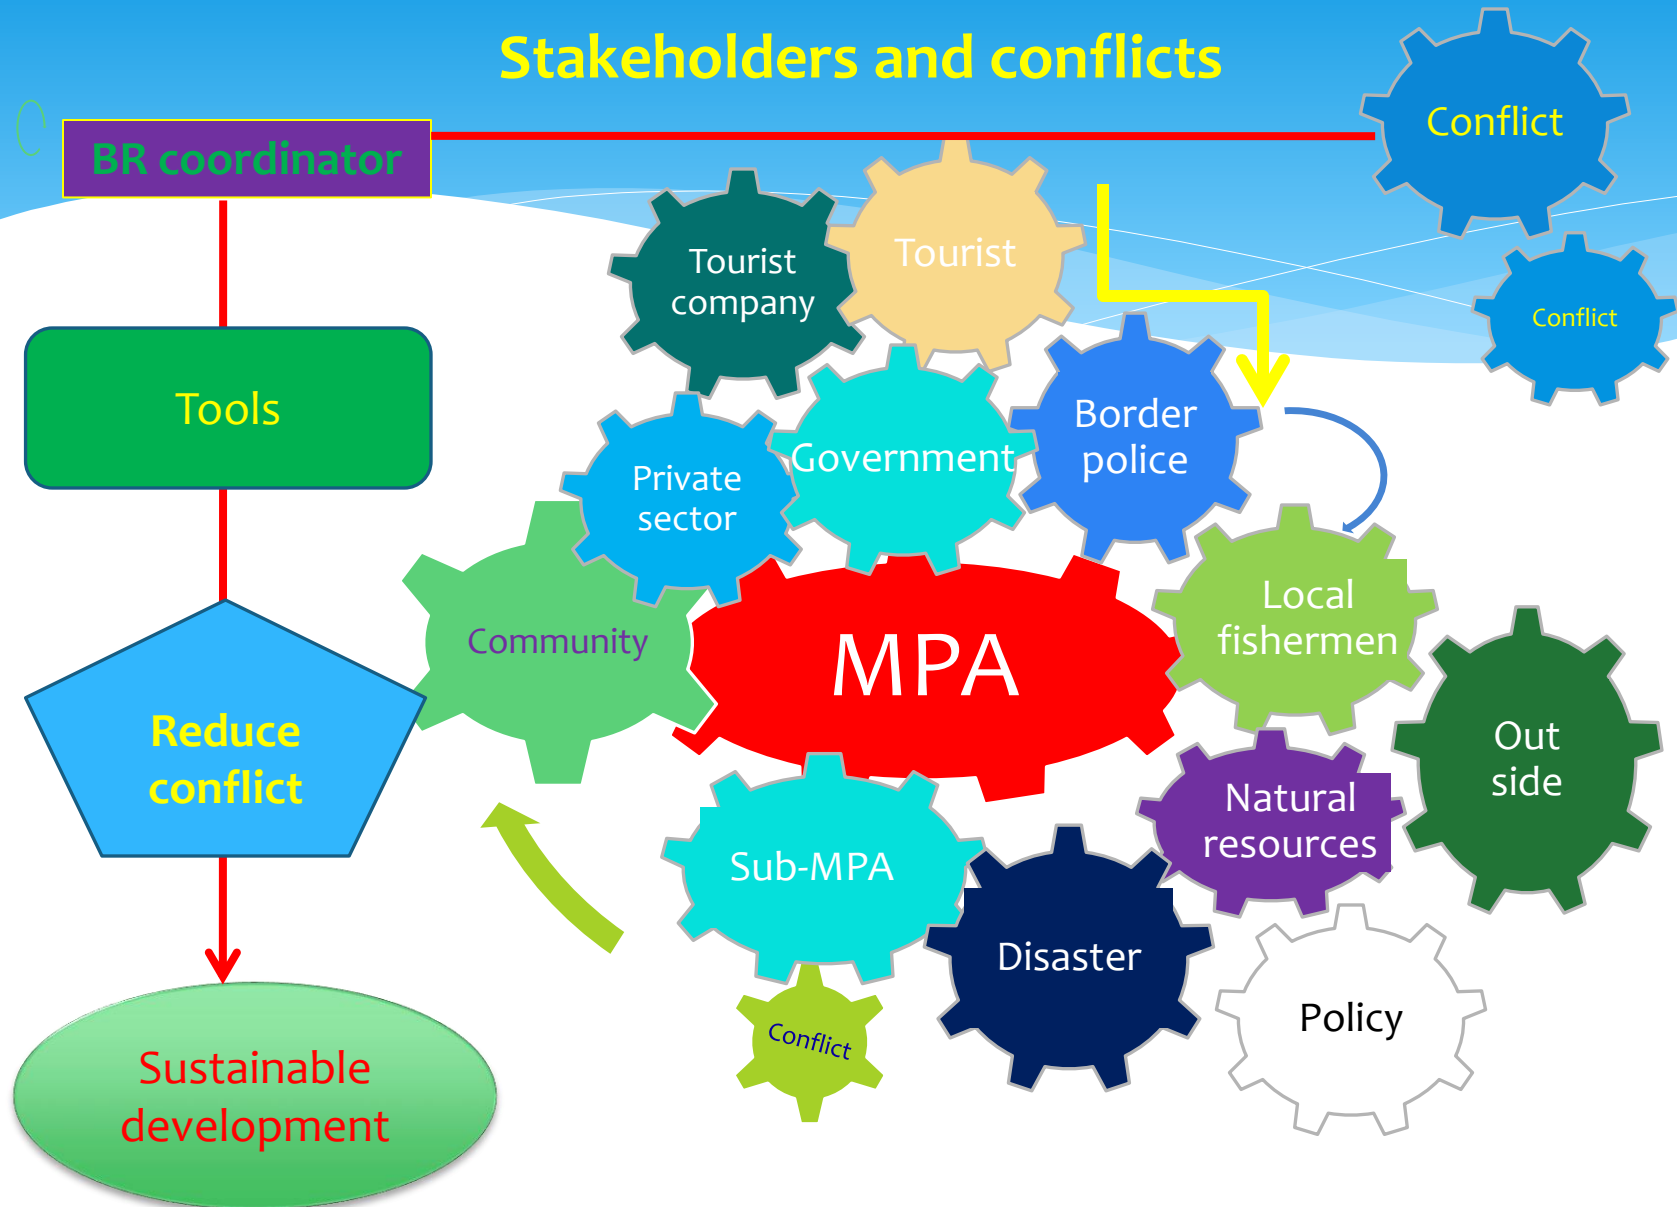 Stakeholders and conflicts
BR coordinator
Conflict
Tourist
company
Tourist
Conflict
Tools
Border
police
Government
Private
sector
Local
fishermen
Community
MPA
Reduce
conflict
Out
side
Natural
resources
Sub-MPA
Disaster
Policy
Conflict
Sustainable
development